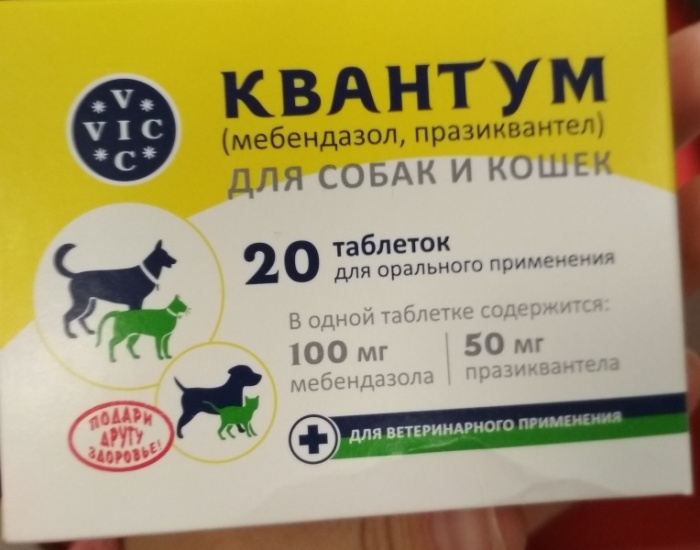 V
VIC
C
КВАНТУМ
(мебендазол, празиквантел)
ДЛЯ СОБАК И КОШЕК
20 таблеток
для орального применения
В одной таблетке содержится:
100 мг
мебендазола
50 мг
празиквантела
ПОДАРИ
ДРУГУ
ЗДОРОВЬЕ!
ДЛЯ ВЕТЕРИНАРНОГО ПРИМЕНЕНИЯ